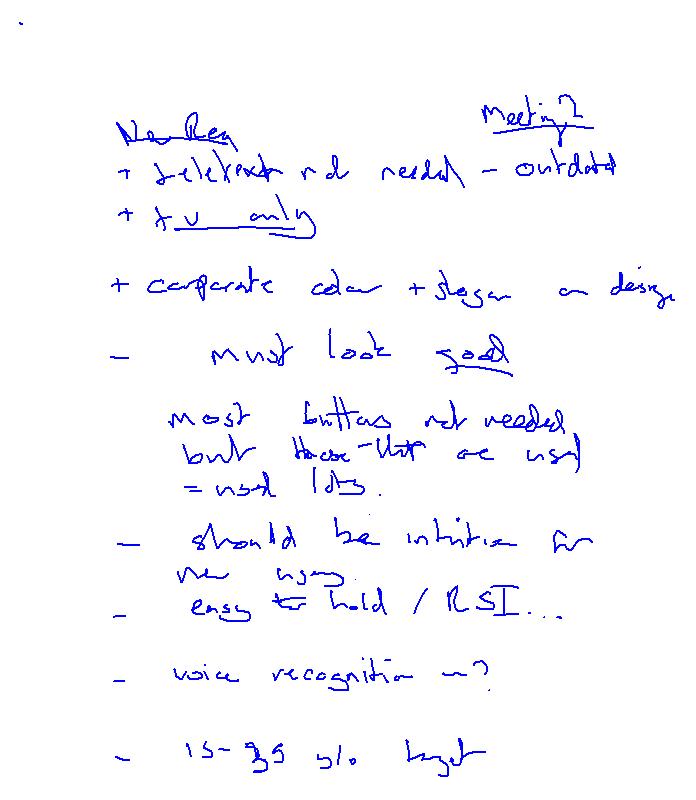 Meeting 2
New Req
+ teletext not needed - outdated
+ tv only
+ corporate colour + slogan on design
- must look good
most buttons not needed
but those that are used
= used lots.
- should be intuitive for
new users.
- easy to hold / RSI...
- voice recognition - ?
- 15-35 y/o target